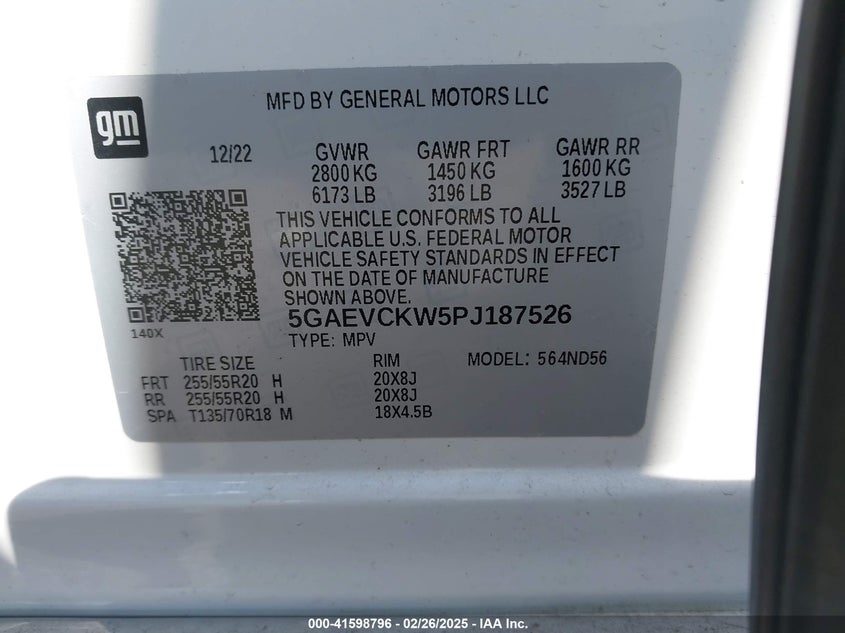 MFD BY GENERAL MOTORS LLC
gm
12/22 GVWR GAWR FRT GAWR RR
2800 KG 1450 KG 1600 KG
6173 LB 3196 LB 3527 LB
THIS VEHICLE CONFORMS TO ALL
APPLICABLE U.S. FEDERAL MOTOR
VEHICLE SAFETY STANDARDS IN EFFECT
ON THE DATE OF MANUFACTURE
SHOWN ABOVE.
140X
5GAEVCKW5PJ187526
TYPE: MPV
TIRE SIZE RIM MODEL: 564ND56
FRT 255/55R20 H 20X8J
RR 255/55R20 H 20X8J
SPA T135/70R18 M 18X4.5B
000-41598796 - 02/26/2025 - IAA Inc.